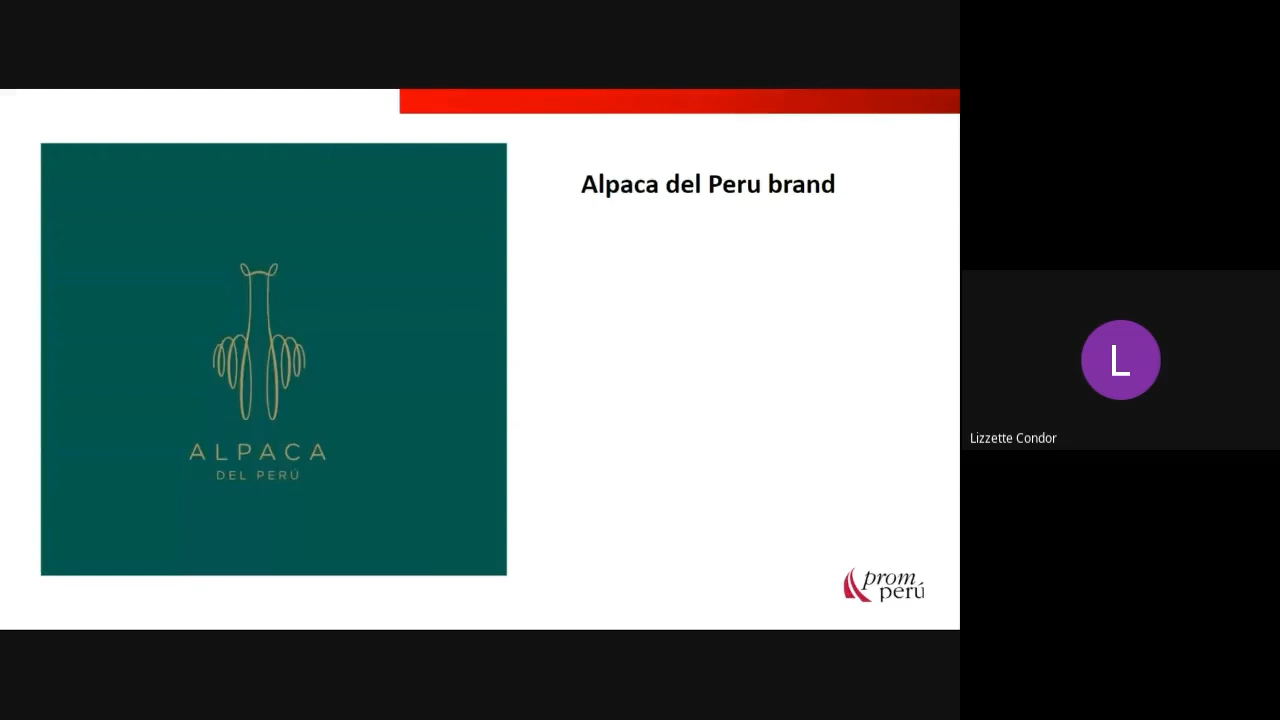 Alpaca del Peru brand
ALPACA
DEL PERÚ
prom
perú
L
Lizzette Condor